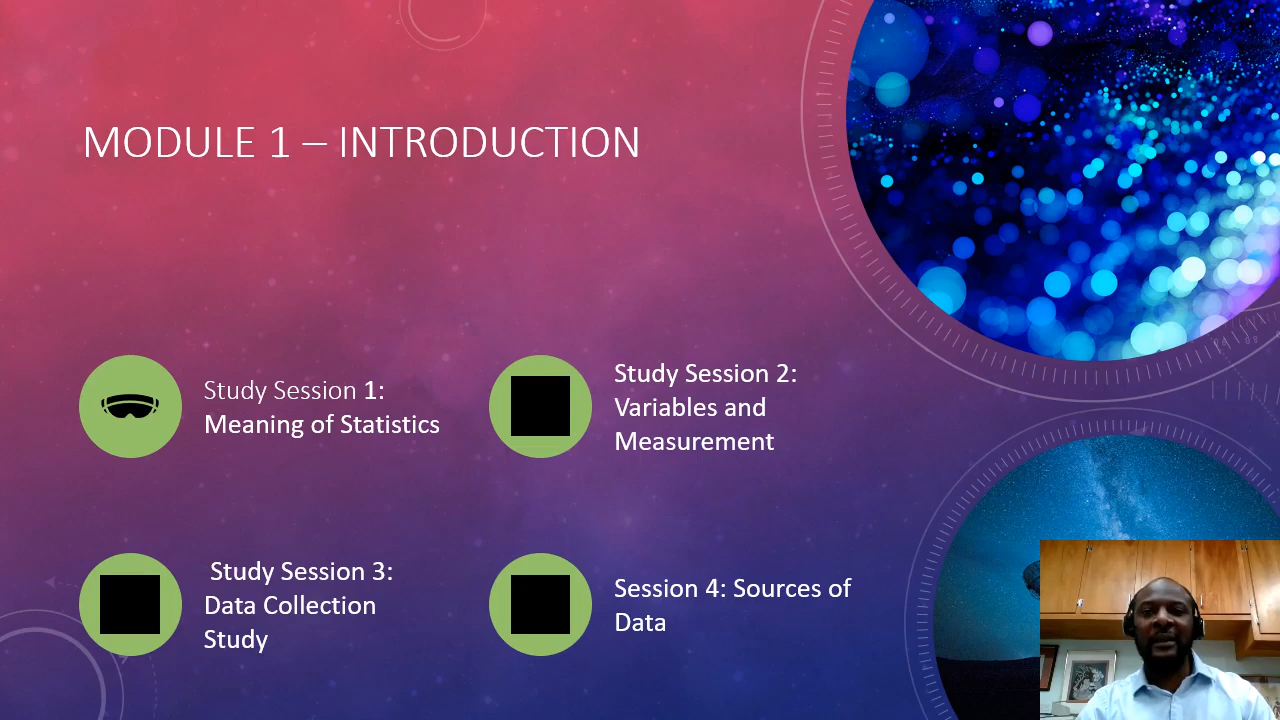 MODULE 1 – INTRODUCTION
Study Session 1:
Meaning of Statistics
Study Session 2:
Variables and
Measurement
Study Session 3:
Data Collection
Study
Session 4: Sources of
Data